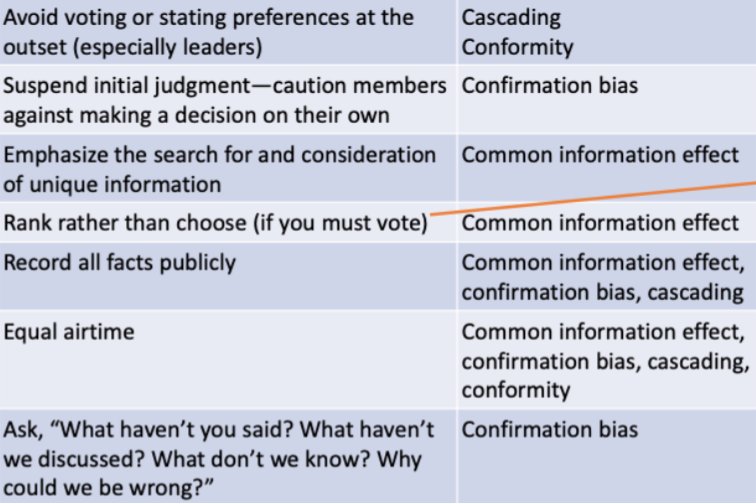 Avoid voting or stating preferences at the
outset (especially leaders)
Cascading
Conformity
Suspend initial judgment—caution members
against making a decision on their own
Confirmation bias
Emphasize the search for and consideration
of unique information
Common information effect
Rank rather than choose (if you must vote)
Common information effect
Record all facts publicly
Common information effect,
confirmation bias, cascading
Equal airtime
Common information effect,
confirmation bias, cascading,
conformity
Ask, “What haven’t you said? What haven’t
we discussed? What don’t we know? Why
could we be wrong?”
Confirmation bias